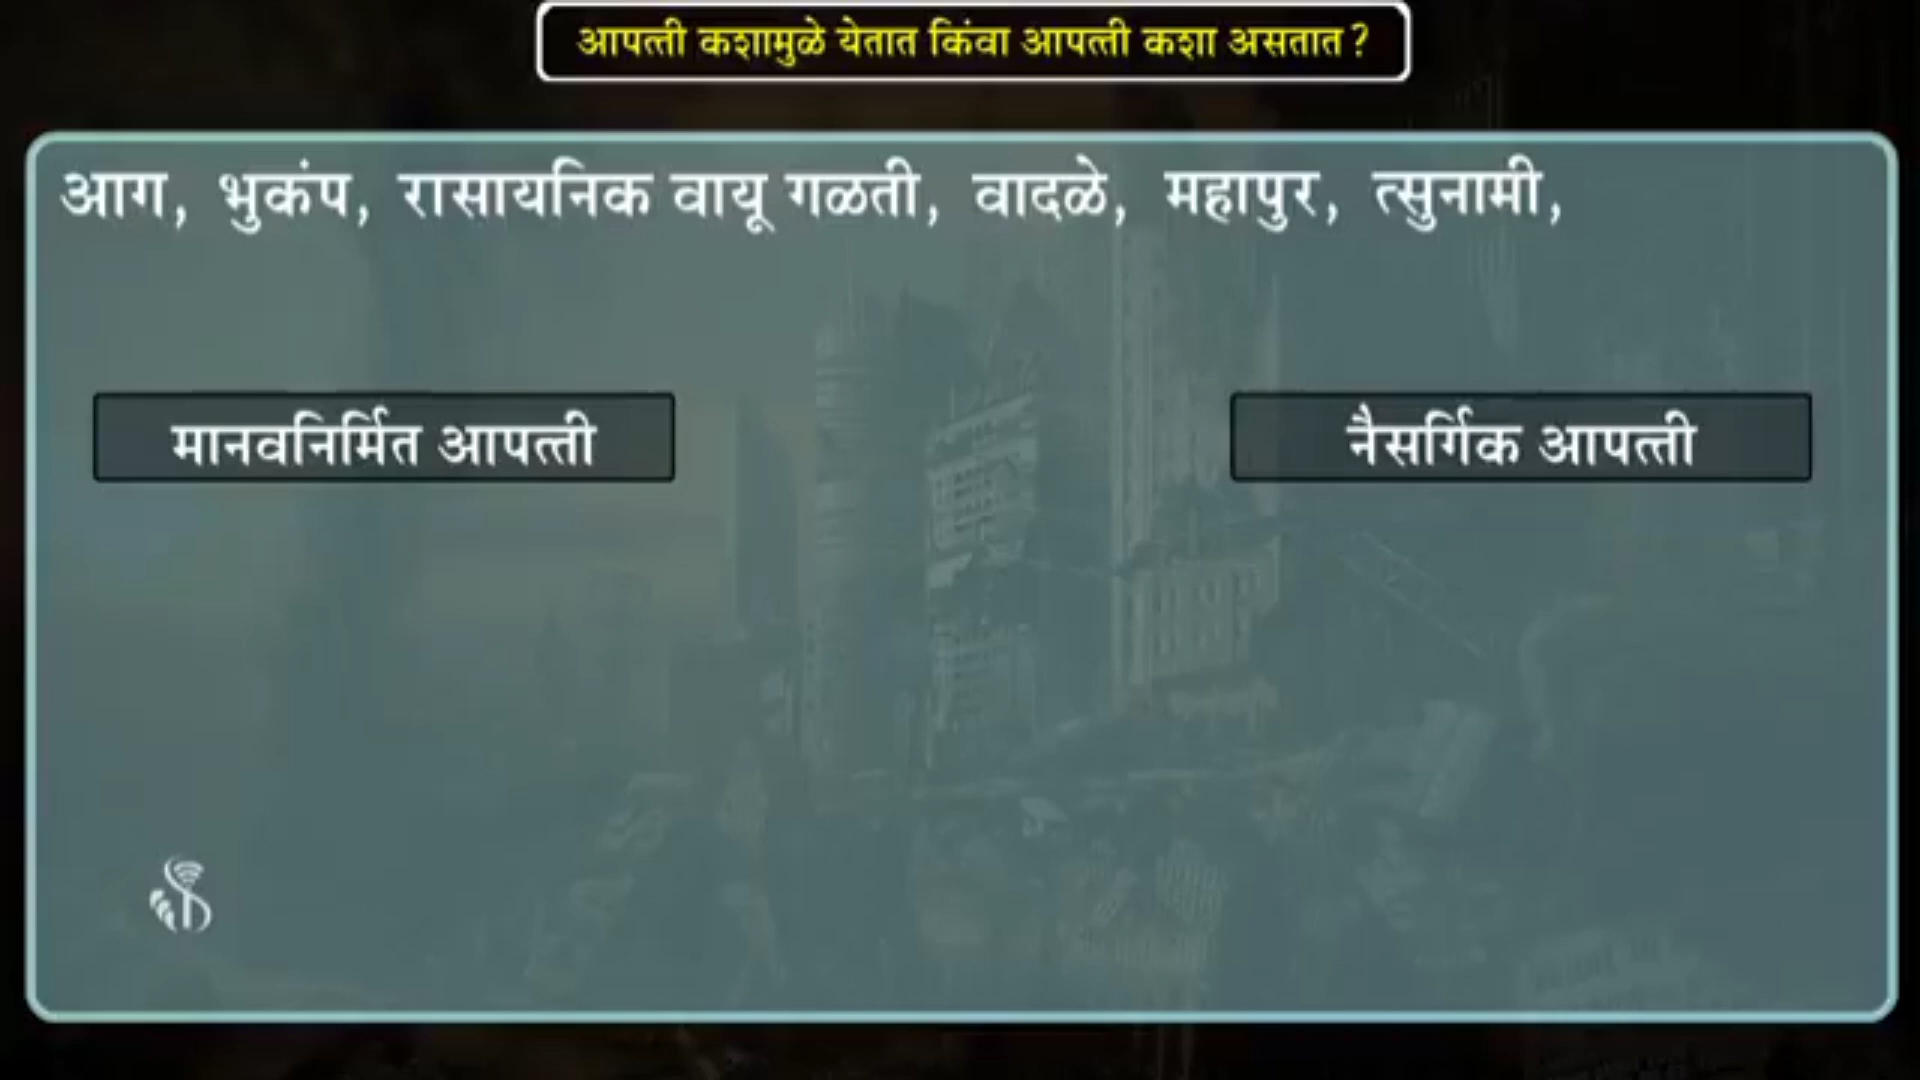 आपत्ती कशामुळे येतात किंवा आपत्ती कशा असतात ?
आग, भुकंप, रासायनिक वायू गळती, वादळे, महापुर, त्सुनामी,
मानवनिर्मित आपत्ती
नैसर्गिक आपत्ती